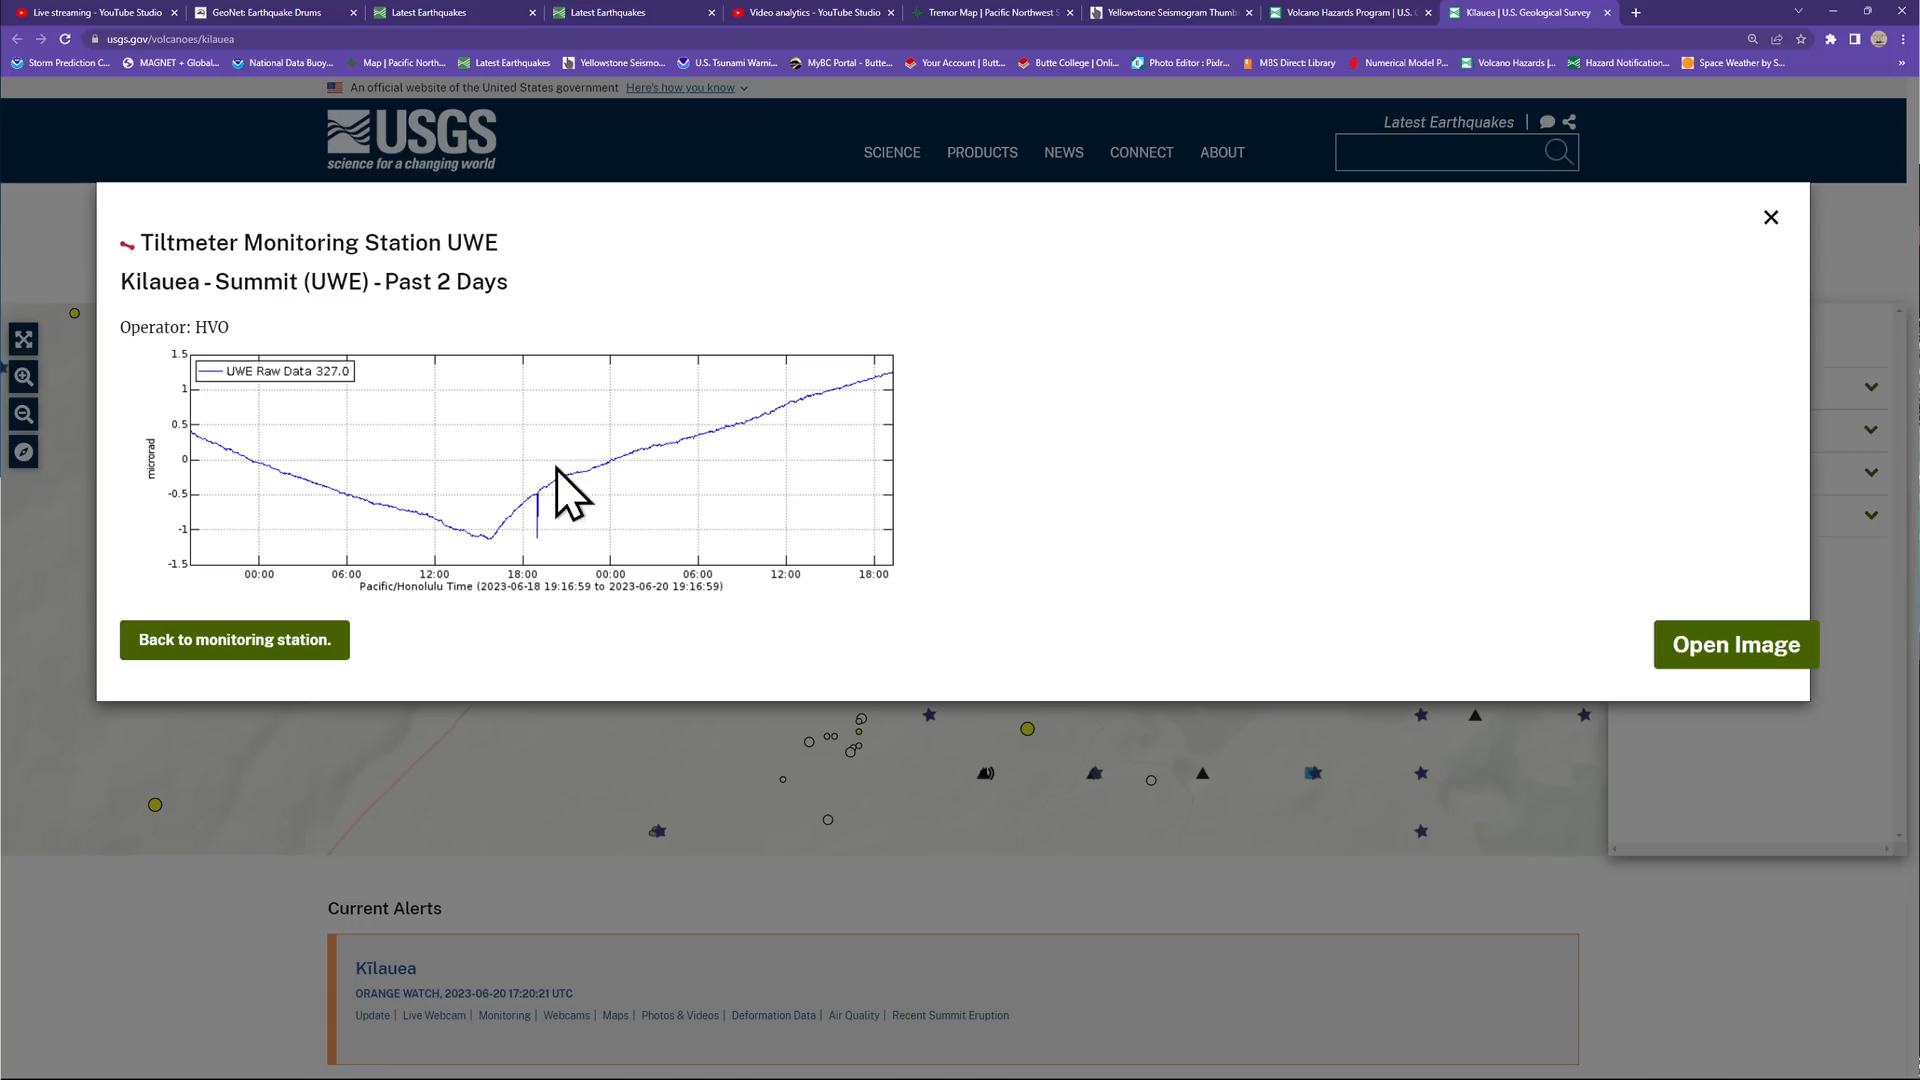 Live streaming - YouTube Studio
GeoNet: Earthquake Drums
Latest Earthquakes
Latest Earthquakes
Video analytics - YouTube Studio
Tremor Map | Pacific Northwest S
Yellowstone Seismogram Thumb
Volcano Hazards Program | U.S. G
Kīlauea | U.S. Geological Survey
usgs.gov/volcanoes/kilauea
Storm Prediction C...
MAGNET + Global...
National Data Buoy...
Map | Pacific North...
Latest Earthquakes
Yellowstone Seismo...
U.S. Tsunami Warni...
MyBC Portal - Butte...
Your Account | Butt...
Butte College | Onli...
Photo Editor : Pixlr...
MBS Direct Library
Numerical Model P...
Volcano Hazards |...
Hazard Notification...
Space Weather by S...
An official website of the United States government Here's how you know
USGS
science for a changing world
Latest Earthquakes |
SCIENCE PRODUCTS NEWS CONNECT ABOUT
Tiltmeter Monitoring Station UWE
Kilauea - Summit (UWE) - Past 2 Days
Operator: HVO
UWE Raw Data 327.0
microrad
1.5
1
0.5
0
-0.5
-1
-1.5
00:00 06:00 12:00 18:00 00:00 06:00 12:00 18:00
Pacific/Honolulu Time (2023-06-18 19:16:59 to 2023-06-20 19:16:59)
Back to monitoring station.
Open Image
Current Alerts
Kīlauea
ORANGE WATCH, 2023-06-20 17:20:21 UTC
Update | Live Webcam | Monitoring | Webcams | Maps | Photos & Videos | Deformation Data | Air Quality | Recent Summit Eruption